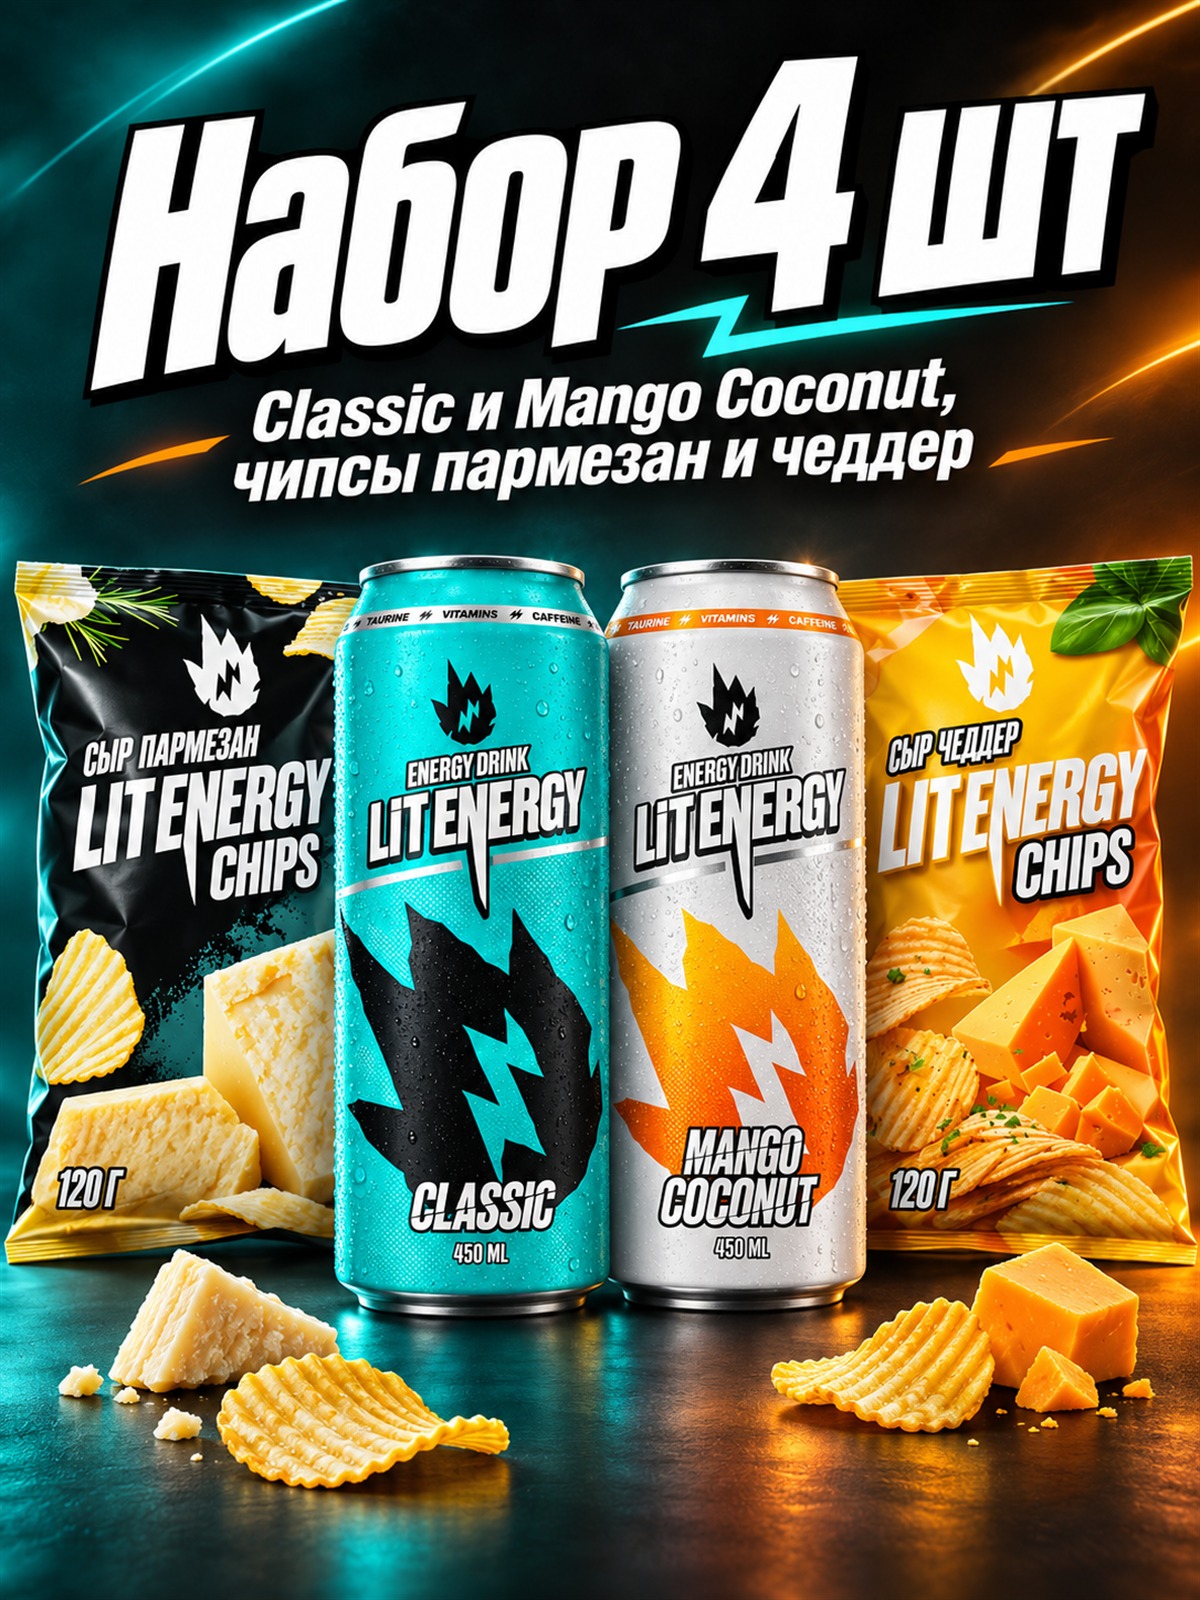 Набор 4 шт
Classic и Mango Coconut,
чипсы пармезан и чеддер
СЫР ПАРМЕЗАН
LIT ENERGY
CHIPS
120 Г
TAURINE VITAMINS CAFFEINE
ENERGY DRINK
LIT ENERGY
CLASSIC
450 ML
TAURINE VITAMINS CAFFEINE
ENERGY DRINK
LIT ENERGY
MANGO
COCONUT
450 ML
СЫР ЧЕДДЕР
LIT ENERGY
CHIPS
120 Г